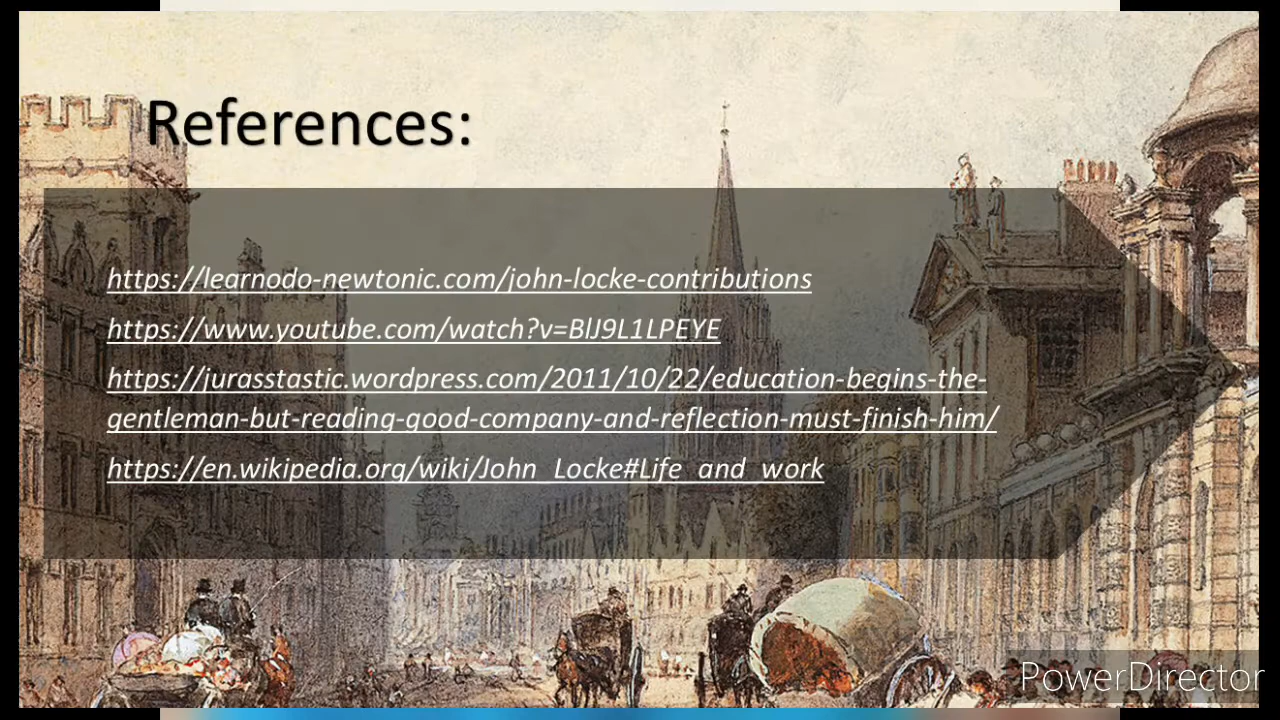 References:
https://learnodo-newtonic.com/john-locke-contributions
https://www.youtube.com/watch?v=BlJ9L1LPEYE
https://jurasstastic.wordpress.com/2011/10/22/education-begins-the-
gentleman-but-reading-good-company-and-reflection-must-finish-him/
https://en.wikipedia.org/wiki/John_Locke#Life_and_work
PowerDirector